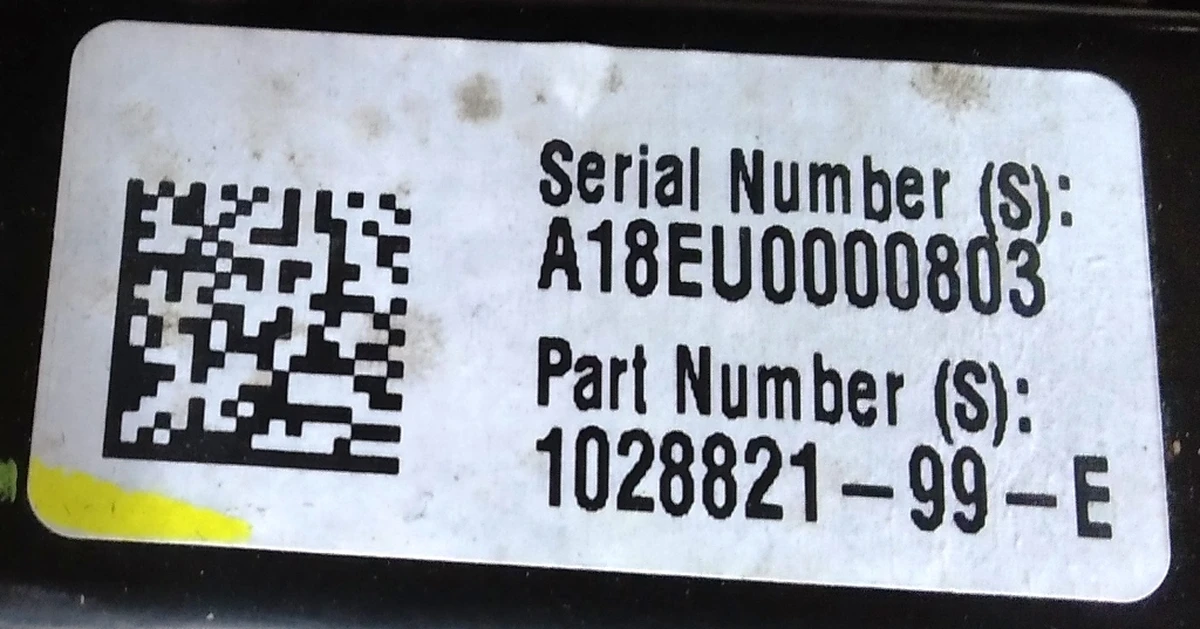 Serial Number (S):
A18EU0000803
Part Number (S):
1028821-99-E